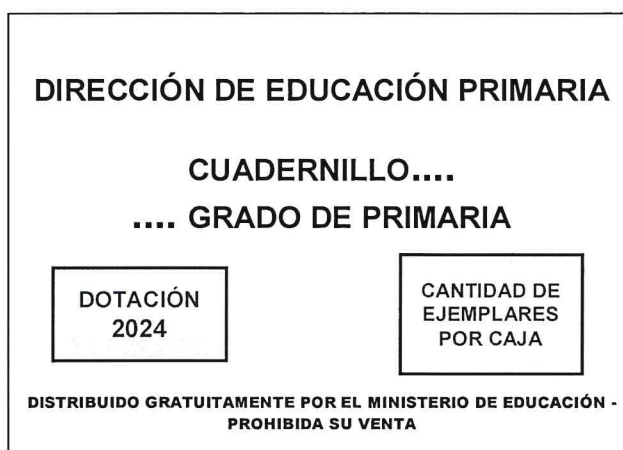 DIRECCIÓN DE EDUCACIÓN PRIMARIA
CUADERNILLO....
.... GRADO DE PRIMARIA
DOTACIÓN
2024
CANTIDAD DE
EJEMPLARES
POR CAJA
DISTRIBUIDO GRATUITAMENTE POR EL MINISTERIO DE EDUCACIÓN -
PROHIBIDA SU VENTA